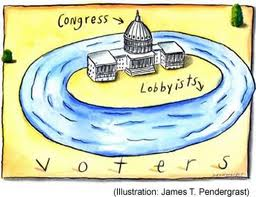 Congress
Lobbyists
Voters
(Illustration: James T. Pendergrast)